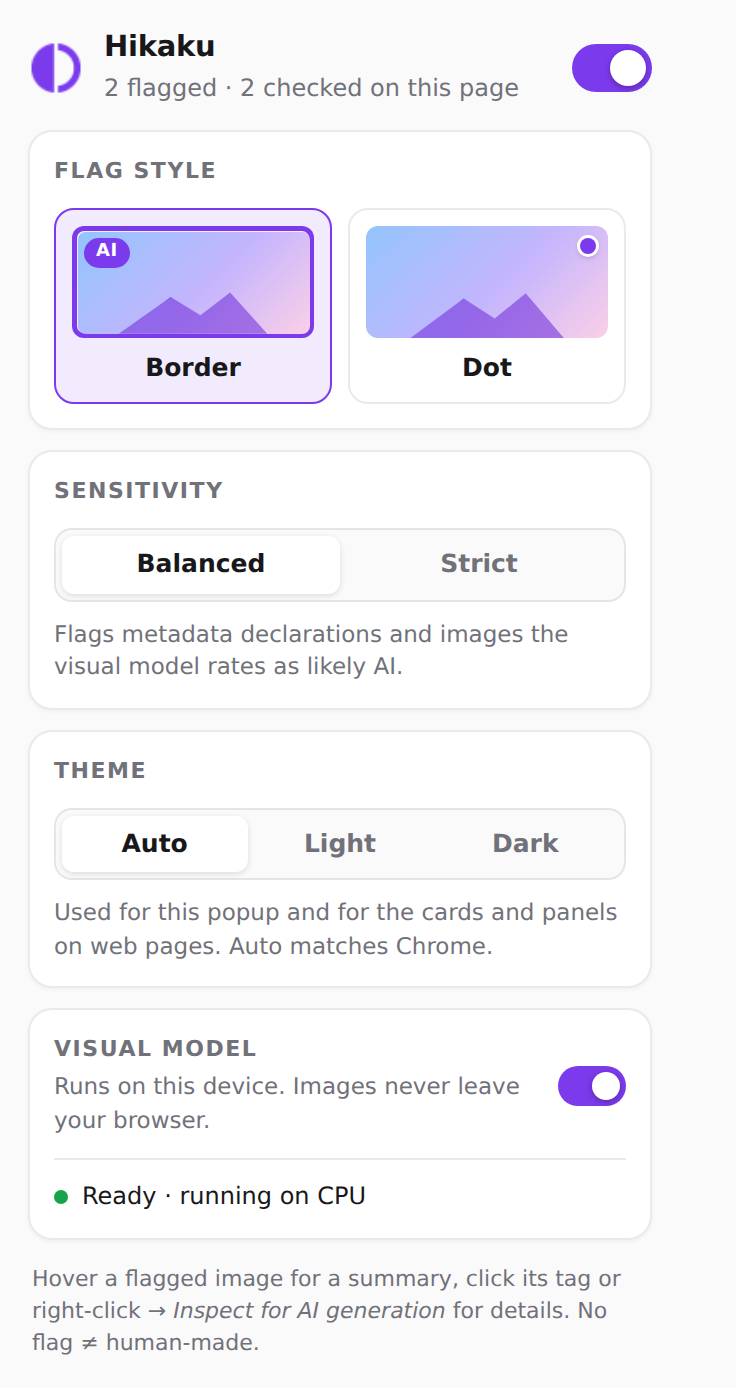 Hikaku
2 flagged · 2 checked on this page
FLAG STYLE
AI
Border
Dot
SENSITIVITY
Balanced
Strict
Flags metadata declarations and images the
visual model rates as likely AI.
THEME
Auto
Light
Dark
Used for this popup and for the cards and panels
on web pages. Auto matches Chrome.
VISUAL MODEL
Runs on this device. Images never leave
your browser.
Ready · running on CPU
Hover a flagged image for a summary, click its tag or
right-click → Inspect for AI generation for details. No
flag ≠ human-made.